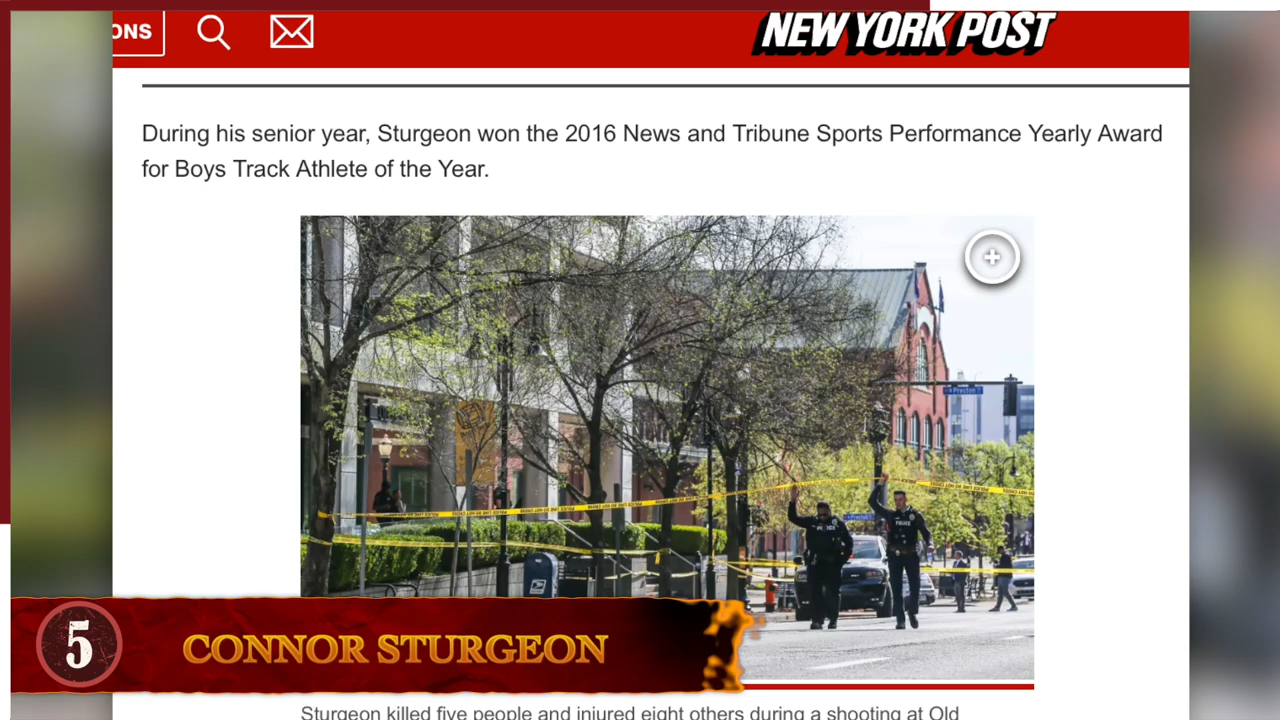 ONS
NEW YORK POST
During his senior year, Sturgeon won the 2016 News and Tribune Sports Performance Yearly Award
for Boys Track Athlete of the Year.
N Preston
POLICE
5
CONNOR STURGEON
Sturgeon killed five people and injured eight others during a shooting at Old